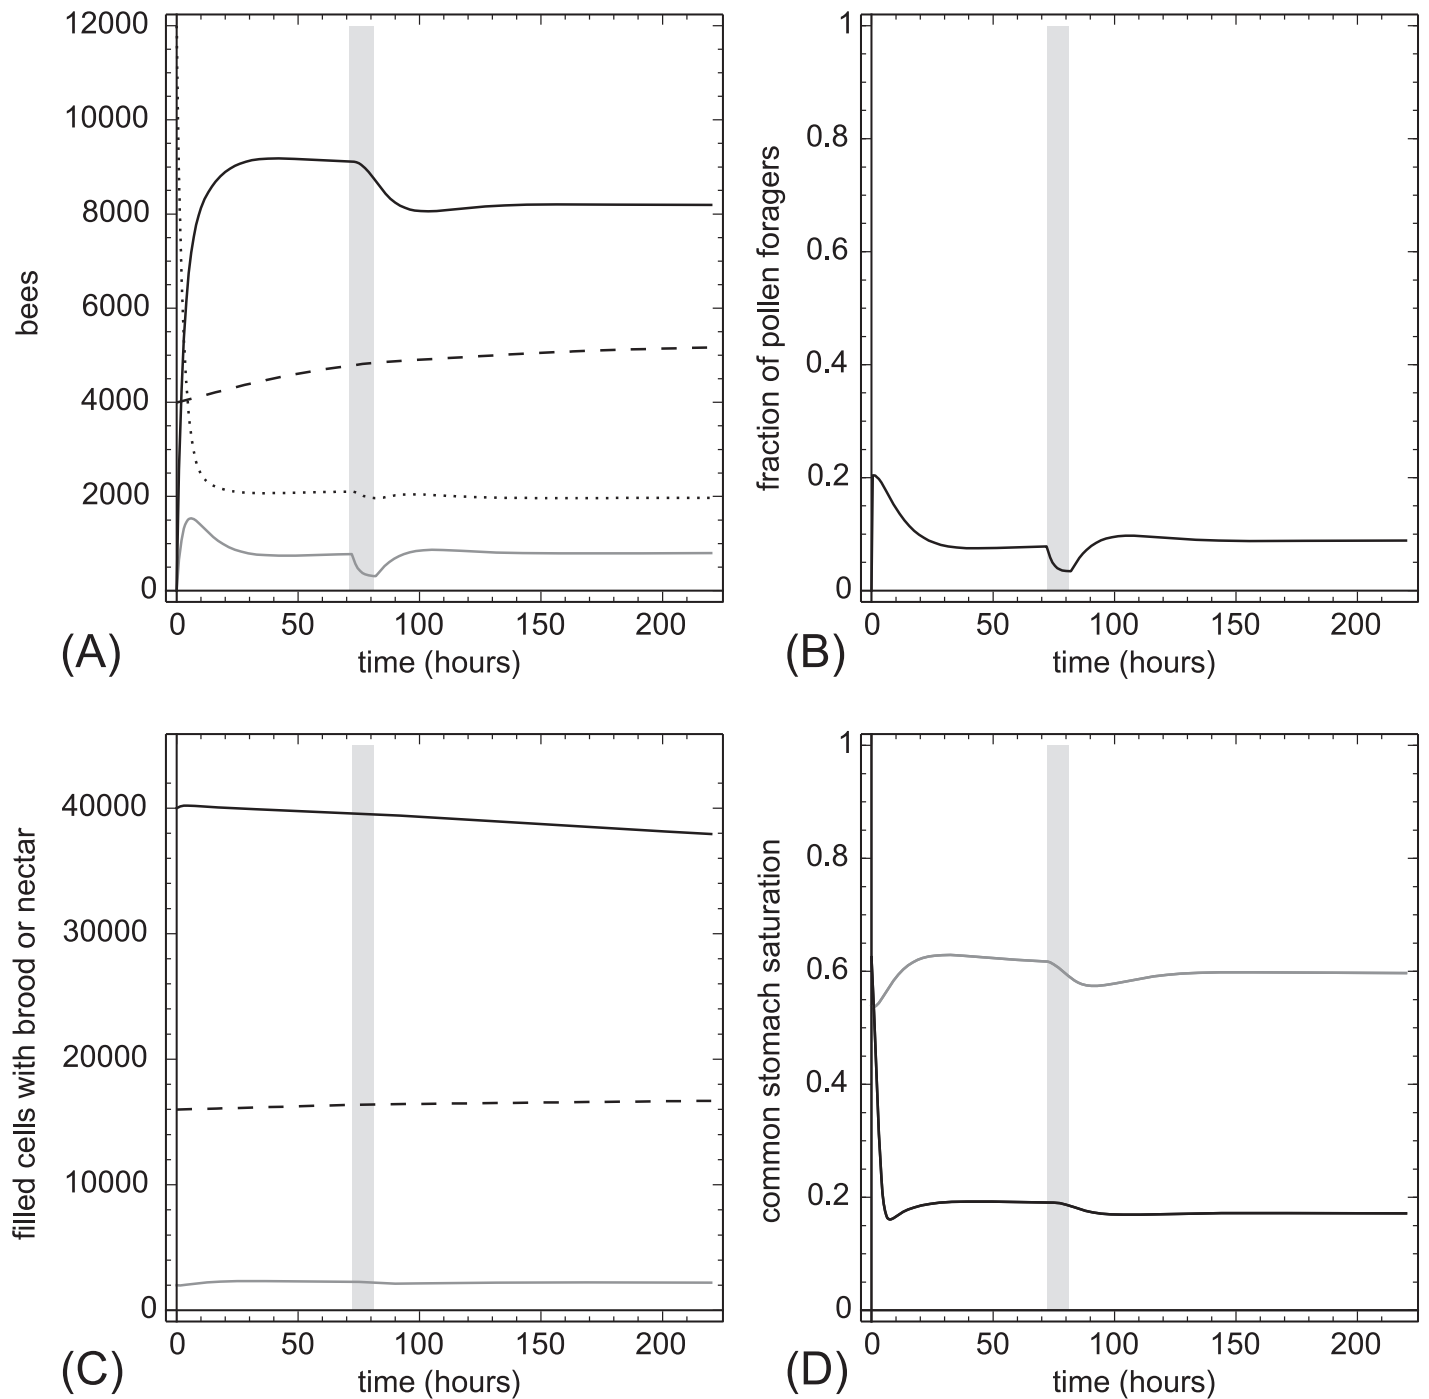 12000
10000
8000
6000
4000
2000
0
bees
0 50 100 150 200
time (hours)
(A)
1
0.8
0.6
0.4
0.2
0
fraction of pollen foragers
0 50 100 150 200
time (hours)
(B)
40000
30000
20000
10000
0
filled cells with brood or nectar
0 50 100 150 200
time (hours)
(C)
1
0.8
0.6
0.4
0.2
0
common stomach saturation
0 50 100 150 200
time (hours)
(D)